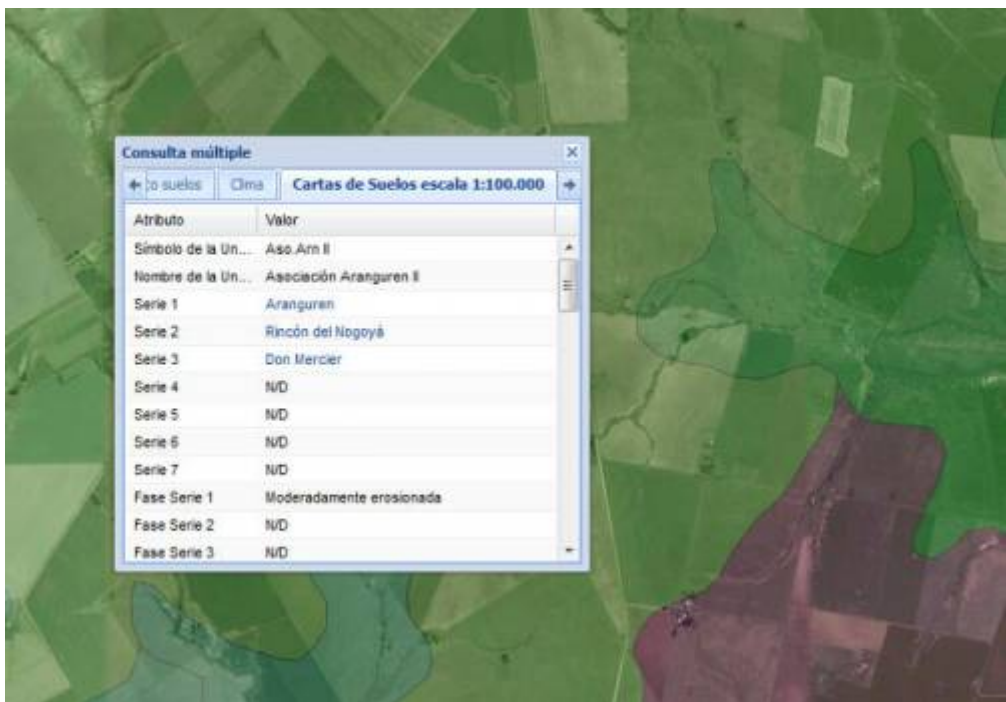 Consulta múltiple
o suelos Clima Cartas de Suelos escala 1:100.000
Atributo Valor
Símbolo de la Un... Aso.Arn II
Nombre de la Un... Asociación Aranguren II
Serie 1 Aranguren
Serie 2 Rincón del Nogoyá
Serie 3 Don Mercier
Serie 4 N/D
Serie 5 N/D
Serie 6 N/D
Serie 7 N/D
Fase Serie 1 Moderadamente erosionada
Fase Serie 2 N/D
Fase Serie 3 N/D